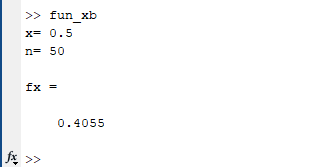 >> fun_xb
x= 0.5
n= 50
fx =
0.4055
fx >>